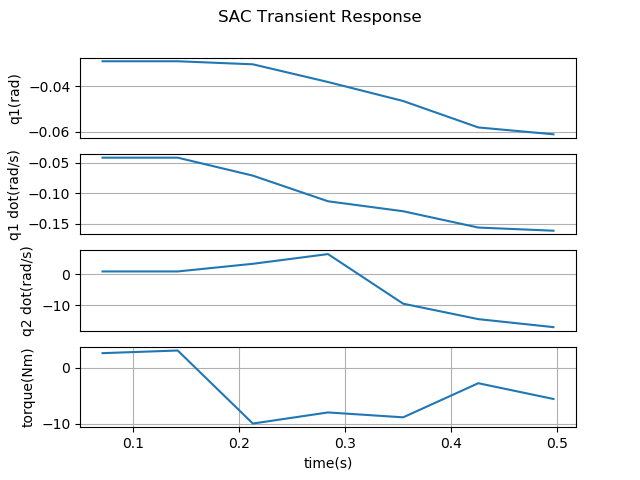 SAC Transient Response
q1(rad)
−0.04
−0.06
q1 dot(rad/s)
−0.05
−0.10
−0.15
q2 dot(rad/s)
0
−10
torque(Nm)
0
−10
0.1 0.2 0.3 0.4 0.5
time(s)